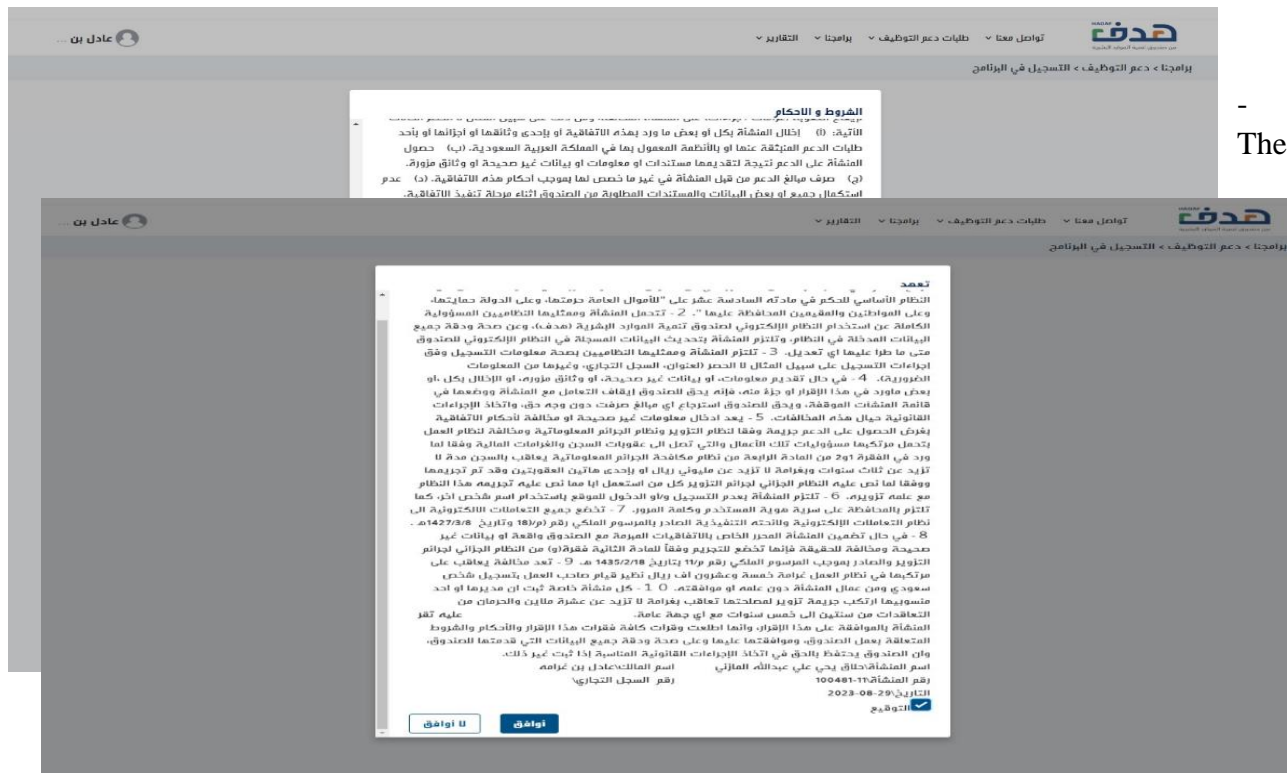 هدف
تواصل معنا
طلبات دعم التوظيف
برامجنا
التقارير
عادل بن ...
برامجنا > دعم التوظيف > التسجيل في البرنامج
الشروط و الاحكام
الآتية: (أ) إخلال المنشأة بكل أو بعض ما ورد بهذه الاتفاقية أو بإحدى وثائقها أو أجزائها أو بأحد
طلبات الدعم المنبثقة عنها أو بالأنظمة المعمول بها في المملكة العربية السعودية. (ب) حصول
المنشأة على الدعم نتيجة لتقديمها مستندات او معلومات او بيانات غير صحيحة او وثائق مزورة.
(ج) صرف مبالغ الدعم من قبل المنشأة في غير ما خصص لها بموجب أحكام هذه الاتفاقية. (د) عدم
استكمال جميع او بعض البيانات والمستندات المطلوبة من الصندوق اثناء مرحلة تنفيذ الاتفاقية.
-
The
هدف
تواصل معنا
طلبات دعم التوظيف
برامجنا
التقارير
عادل بن ...
برامجنا > دعم التوظيف > التسجيل في البرنامج
تعهد
النظام الأساسي للحكم في مادته السادسة عشر على "للأموال العامة حرمتها، وعلى الدولة حمايتها،
وعلى المواطنين والمقيمين المحافظة عليها ". 2 - تتحمل المنشأة وممثليها النظاميين المسؤولية
الكاملة عن استخدام النظام الإلكتروني لصندوق تنمية الموارد البشرية (هدف)، وعن صحة ودقة جميع
البيانات المدخلة في النظام، وتلتزم المنشأة بتحديث البيانات المسجلة في النظام الإلكتروني للصندوق
متى ما طرا عليها اي تعديل. 3 - تلتزم المنشأة وممثليها النظاميين بصحة معلومات التسجيل وفق
إجراءات التسجيل على سبيل المثال لا الحصر (العنوان، السجل التجاري، وغيرها من المعلومات
الضرورية). 4 - في حال تقديم معلومات، او بيانات غير صحيحة، او وثائق مزوره، او الإخلال بكل ،او
بعض ماورد في هذا الإقرار او جزء منه، فإنه يحق للصندوق إيقاف التعامل مع المنشأة ووضعها في
قائمة المنشات الموقفة، ويحق للصندوق استرجاع اي مبالغ صرفت دون وجه حق، واتخاذ الإجراءات
القانونية حيال هذه المخالفات. 5 - يعد ادخال معلومات غير صحيحة او مخالفة لأحكام الاتفاقية
بغرض الحصول على الدعم جريمة وفقا لنظام التزوير ونظام الجرائم المعلوماتية ومخالفة لنظام العمل
يتحمل مرتكبها مسؤوليات تلك الأعمال والتي تصل الى عقوبات السجن والغرامات المالية وفقا لما
ورد في الفقرة 1و2 من المادة الرابعة من نظام مكافحة الجرائم المعلوماتية يعاقب بالسجن مدة لا
تزيد عن ثلاث سنوات وبغرامة لا تزيد عن مليوني ريال او بإحدى هاتين العقوبتين وقد تم تجريمها
ووفقا لما نص عليه النظام الجزائي لجرائم التزوير كل من استعمل ايا مما نص عليه تجريمه هذا النظام
مع علمه تزويره. 6 - تلتزم المنشأة بعدم التسجيل و/او الدخول للموقع باستخدام اسم شخص اخر، كما
تلتزم بالمحافظة على سرية هوية المستخدم وكلمة المرور. 7 - تخضع جميع التعاملات الالكترونية الى
نظام التعاملات الإلكترونية ولائحته التنفيذية الصادر بالمرسوم الملكي رقم (م/18) وتاريخ 1427/3/8هـ .
8 - في حال تضمين المنشأة المحرر الخاص بالاتفاقيات المبرمة مع الصندوق واقعة او بيانات غير
صحيحة ومخالفة للحقيقة فإنها تخضع للتجريم وفقاً للمادة الثانية فقرة(و) من النظام الجزائي لجرائم
التزوير والصادر بموجب المرسوم الملكي رقم م/11 بتاريخ 1435/2/18 هـ. 9 - تعد مخالفة يعاقب على
مرتكبها في نظام العمل غرامة خمسة وعشرون الف ريال نظير قيام صاحب العمل بتسجيل شخص
سعودي ومن عمال المنشأة دون علمه او موافقته. 10 - كل منشأة خاصة ثبت ان مديرها او احد
منسوبيها ارتكب جريمة تزوير لمصلحتها تعاقب بغرامة لا تزيد عن عشرة ملاين والحرمان من
التعاقدات من سنتين إلى خمس سنوات مع اي جهة عامة. عليه تقر
المنشأة بالموافقة على هذا الإقرار، وانها اطلعت وقرات كافة فقرات هذا الإقرار والأحكام والشروط
المتعلقة بعمل الصندوق، وموافقتها عليها وعلى صحة ودقة جميع البيانات التي قدمتها للصندوق،
وان الصندوق يحتفظ بالحق في اتخاذ الإجراءات القانونية المناسبة إذا ثبت غير ذلك.
اسم المنشأة\حلاق يحي علي عبدالله المازني اسم المالك\عادل بن غرامه
رقم المنشأة\11-100481 رقم السجل التجاري\
التاريخ\29-08-2023
التوقيع
أوافق
لا أوافق